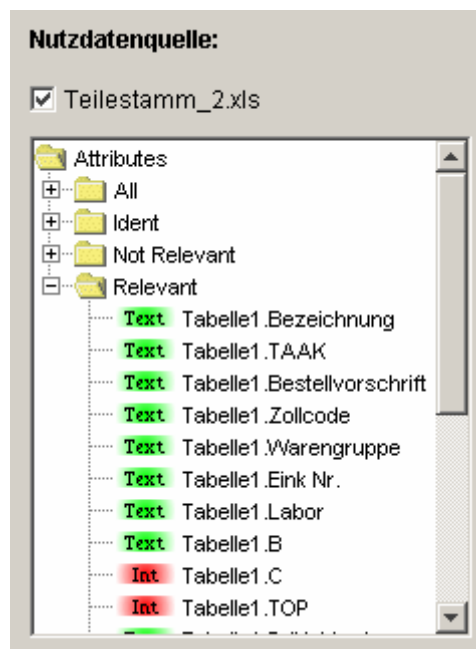 Nutzdatenquelle:
Teilestamm_2.xls
Attributes
All
Ident
Not Relevant
Relevant
Text Tabelle1.Bezeichnung
Text Tabelle1.TAAK
Text Tabelle1.Bestellvorschrift
Text Tabelle1.Zollcode
Text Tabelle1.Warengruppe
Text Tabelle1.Eink Nr.
Text Tabelle1.Labor
Text Tabelle1.B
Int Tabelle1.C
Int Tabelle1.TOP